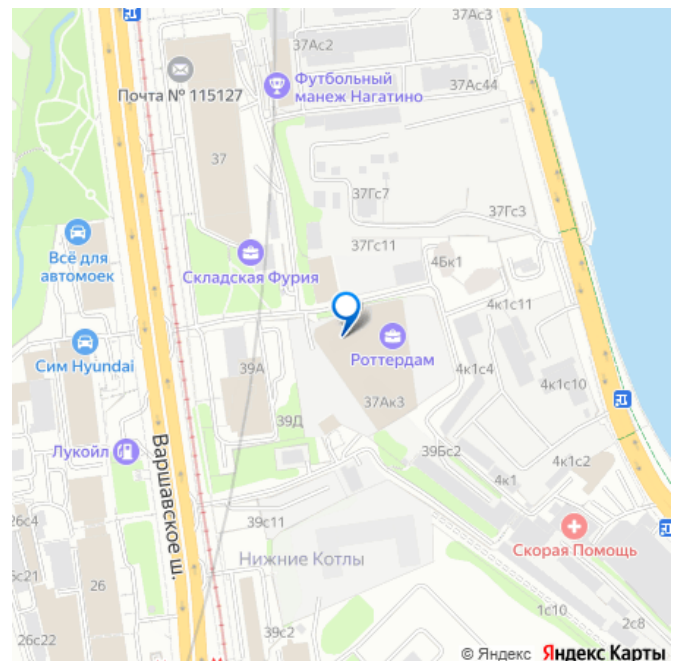 37Ас3
37Ас2
Футбольный
манеж Нагатино
37Ас44
Почта № 115127
37
37Гс7
37Гс3
37Гс11
Всё для
автомоек
Складская Фурия
4Бк1
4к1с11
Сим Hyundai
39А
Роттердам
4к1с4
4к1с10
37Ак3
39Д
Лукойл
Варшавское ш.
39Бс2
4к1с2
4к1
26с4
39с11
Скорая Помощь
Нижние Котлы
с21
26
1с10
2с8
26с22
39с2
© Яндекс Яндекс Карты